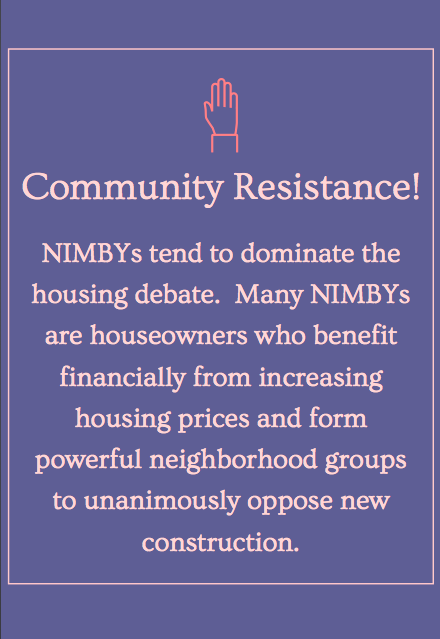 Community Resistance!
NIMBYs tend to dominate the
housing debate.  Many NIMBYs
are houseowners who benefit
financially from increasing
housing prices and form
powerful neighborhood groups
to unanimously oppose new
construction.